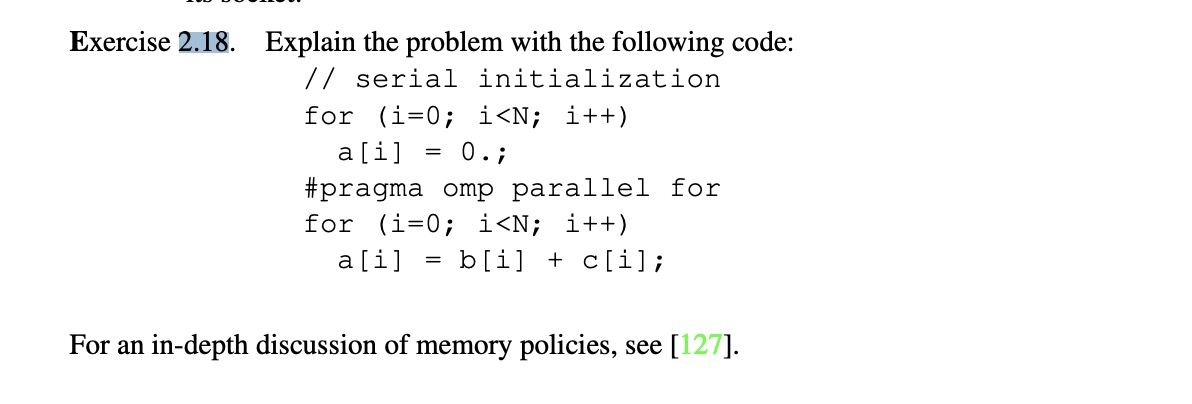 Exercise 2.18. Explain the problem with the following code:
// serial initialization
for (i=0; i<N; i++)
a[i] = 0.;
#pragma omp parallel for
for (i=0; i<N; i++)
a[i] = b[i] + c[i];
For an in-depth discussion of memory policies, see [127].